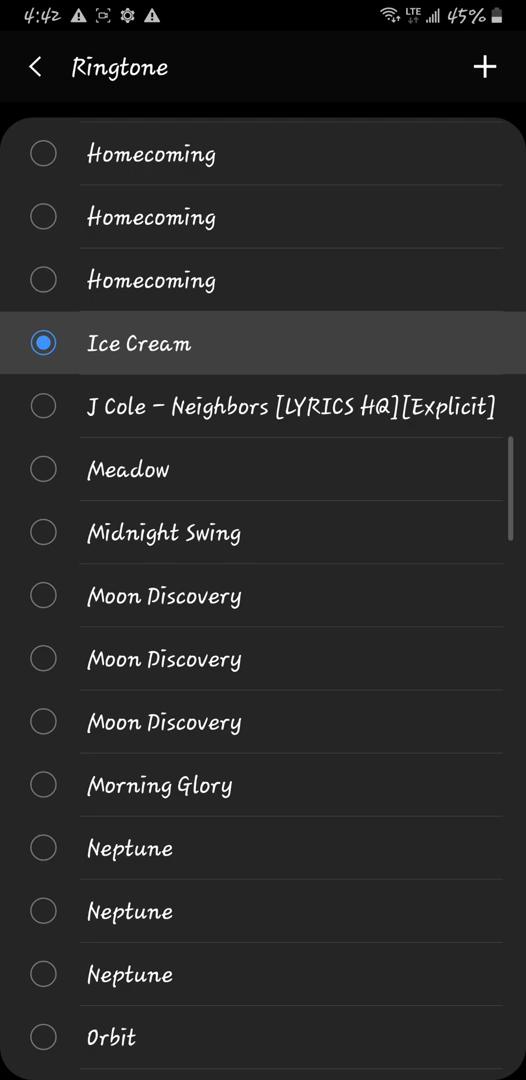 4:42 LTE 45%
Ringtone
Homecoming
Homecoming
Homecoming
Ice Cream
J Cole - Neighbors [LYRICS HQ][Explicit]
Meadow
Midnight Swing
Moon Discovery
Moon Discovery
Moon Discovery
Morning Glory
Neptune
Neptune
Neptune
Orbit